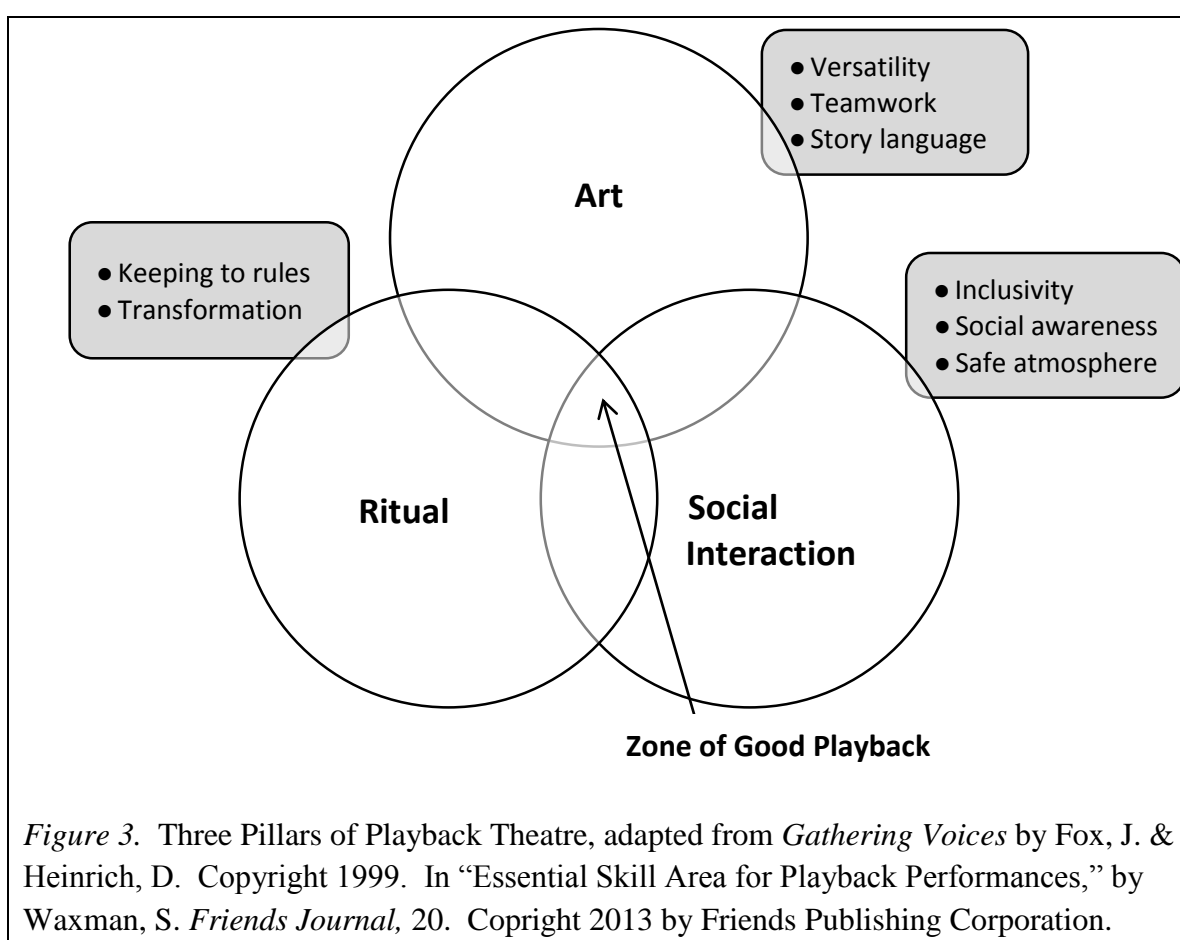 ● Versatility
● Teamwork
● Story language
Art
● Keeping to rules
● Transformation
● Inclusivity
● Social awareness
● Safe atmosphere
Ritual
Social
Interaction
Zone of Good Playback
Figure 3. Three Pillars of Playback Theatre, adapted from Gathering Voices by Fox, J. &
Heinrich, D. Copyright 1999. In “Essential Skill Area for Playback Performances,” by
Waxman, S. Friends Journal, 20. Copright 2013 by Friends Publishing Corporation.